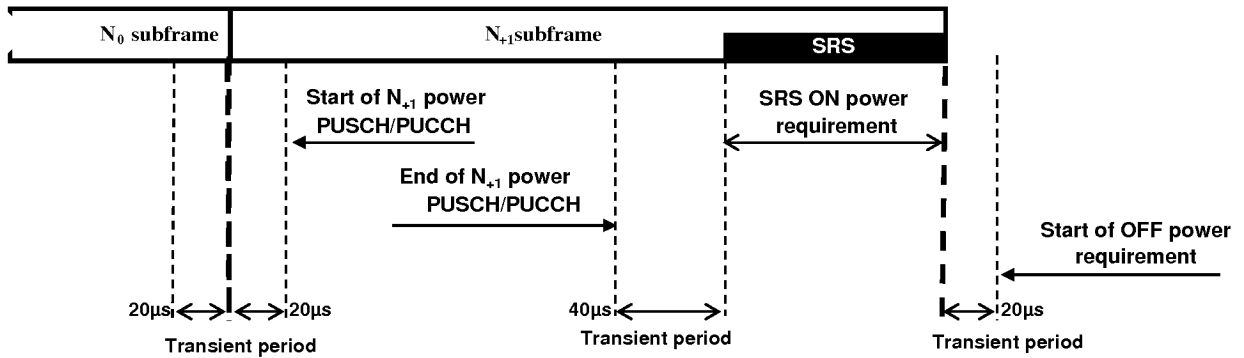 N0 subframe
N+1subframe
SRS
Start of N+1 power
PUSCH/PUCCH
SRS ON power
requirement
End of N+1 power
PUSCH/PUCCH
Start of OFF power
requirement
20µs
20µs
40µs
20µs
Transient period
Transient period
Transient period